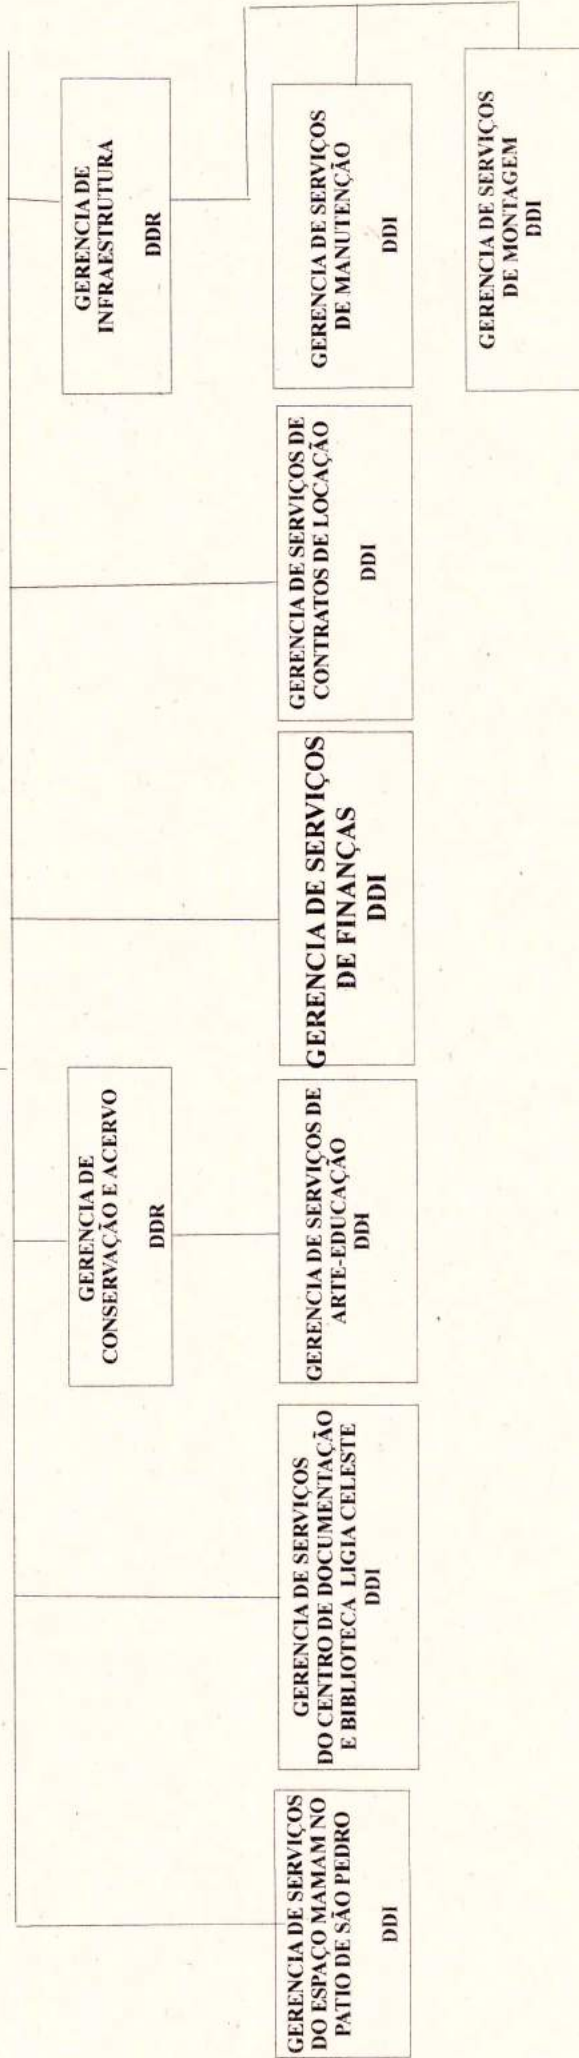 GERENCIA DE
CONSERVAÇÃO E ACERVO
DDR
GERENCIA DE
INFRAESTRUTURA
DDR
GERENCIA DE SERVIÇOS
DO ESPAÇO MAMAM NO
PATIO DE SÃO PEDRO
DDI
GERENCIA DE SERVIÇOS
DO CENTRO DE DOCUMENTAÇÃO
E BIBLIOTECA LIGIA CELESTE
DDI
GERENCIA DE SERVIÇOS DE
ARTE-EDUCAÇÃO
DDI
GERENCIA DE SERVIÇOS
DE FINANÇAS
DDI
GERENCIA DE SERVIÇOS DE
CONTRATOS DE LOCAÇÃO
DDI
GERENCIA DE SERVIÇOS
DE MANUTENÇÃO
DDI
GERENCIA DE SERVIÇOS
DE MONTAGEM
DDI